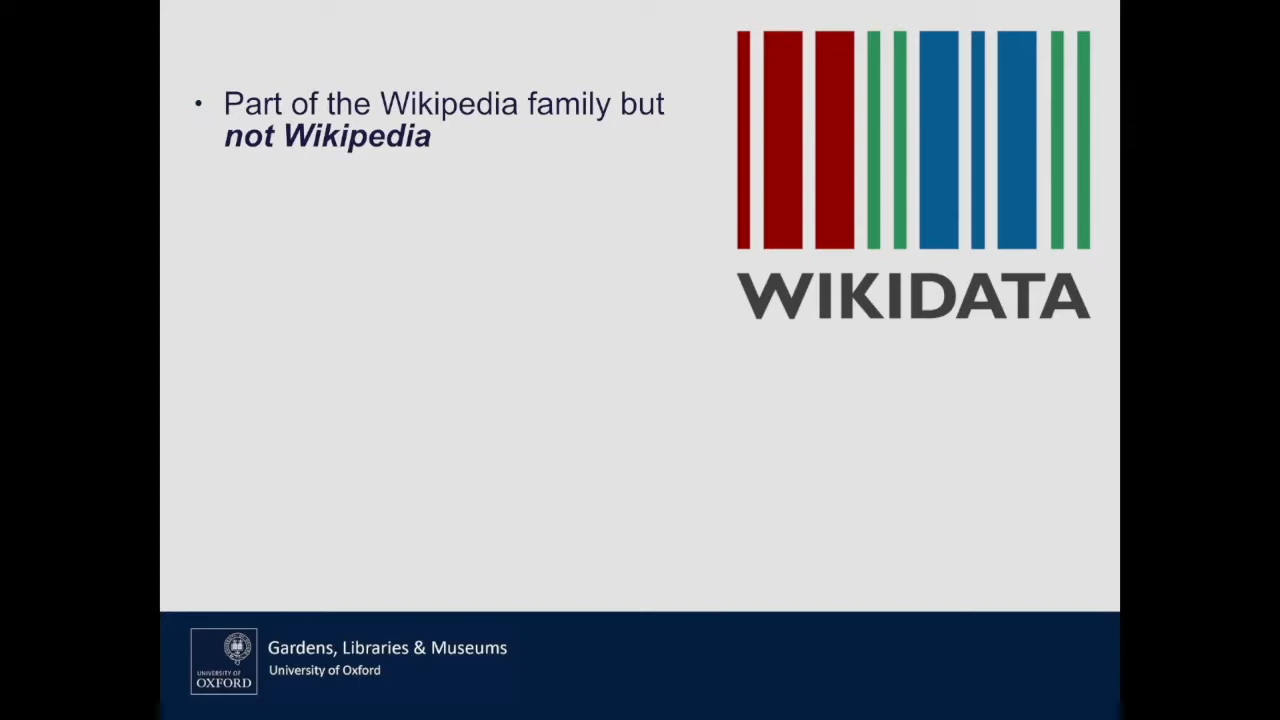 • Part of the Wikipedia family but
not Wikipedia
WIKIDATA
Gardens, Libraries & Museums
University of Oxford
UNIVERSITY OF
OXFORD